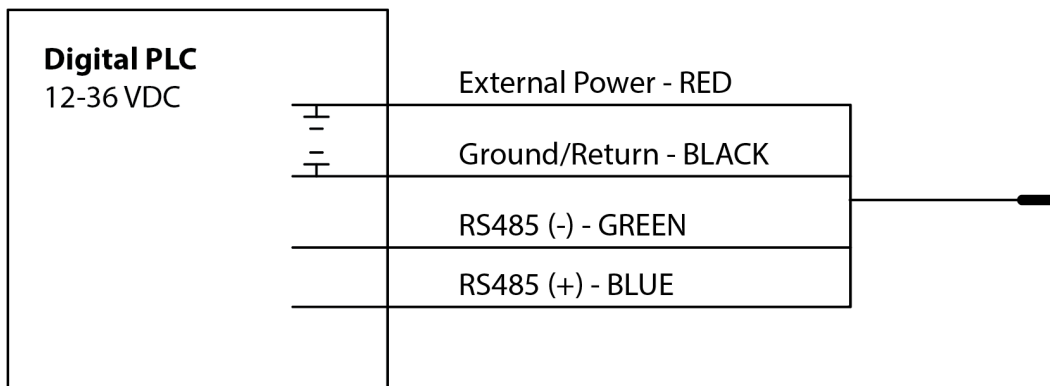 Digital PLC
12-36 VDC
External Power - RED
Ground/Return - BLACK
RS485 (-) - GREEN
RS485 (+) - BLUE